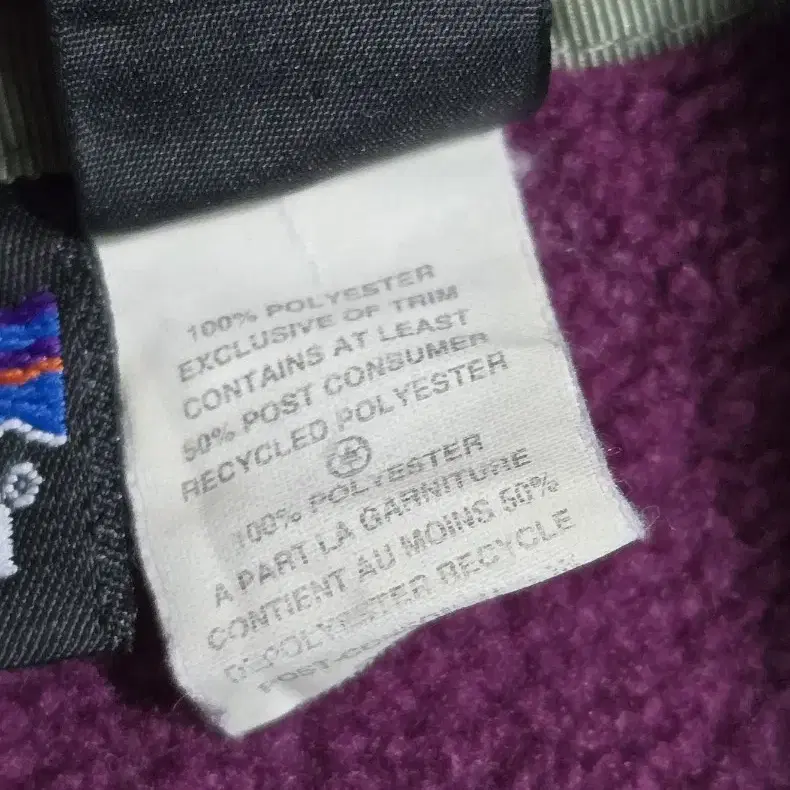 100% POLYESTER
EXCLUSIVE OF TRIM
CONTAINS AT LEAST
50% POST CONSUMER
RECYCLED POLYESTER
100% POLYESTER
A PART LA GARNITURE
CONTIENT AU MOINS 50%
DEPOLYESTER RECYCLE